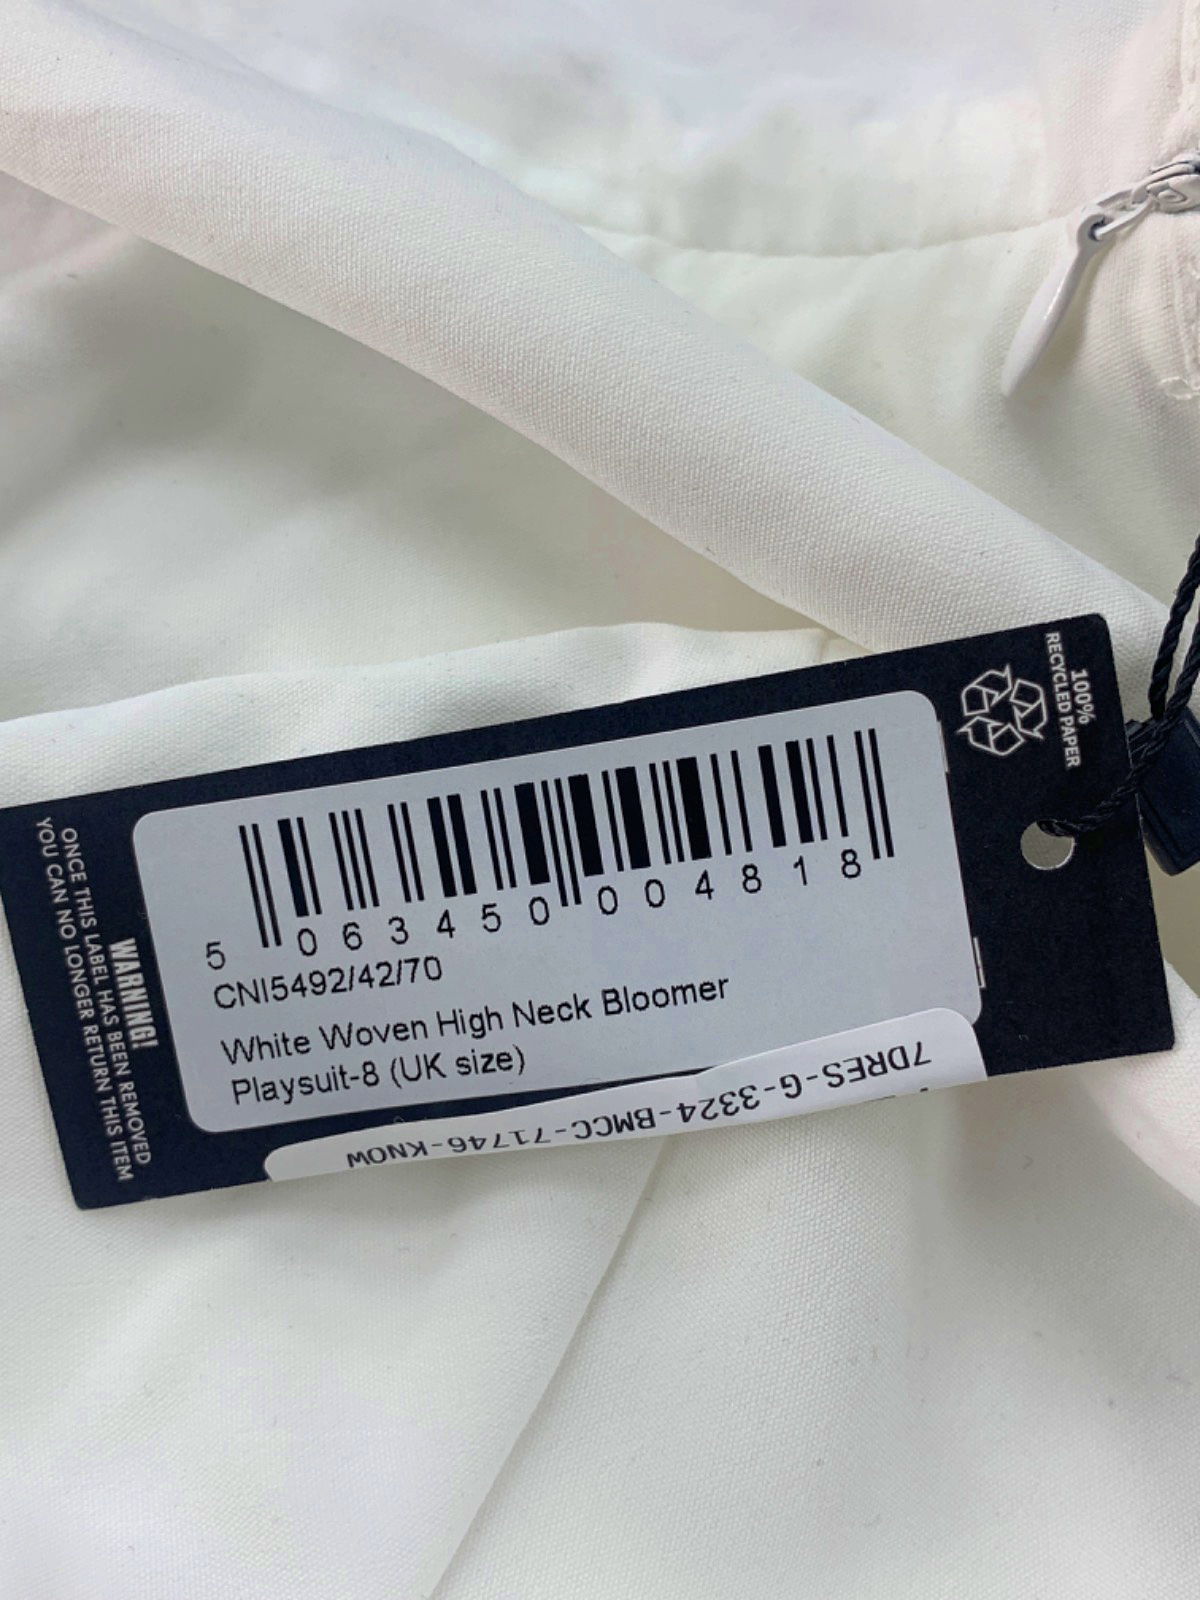 100%
RECYCLED PAPER
5 063450 004818
CNI5492/42/70
White Woven High Neck Bloomer
Playsuit-8 (UK size)
7DRES-G-3324-BMCC-71746-KNOW
WARNING!
ONCE THIS LABEL HAS BEEN REMOVED
YOU CAN NO LONGER RETURN THIS ITEM